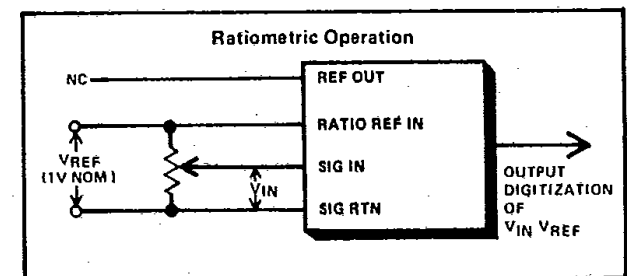 Ratiometric Operation
NC
REF OUT
RATIO REF IN
VREF
(1V NOM)
SIG IN
VIN
SIG RTN
OUTPUT
DIGITIZATION
OF
VIN VREF